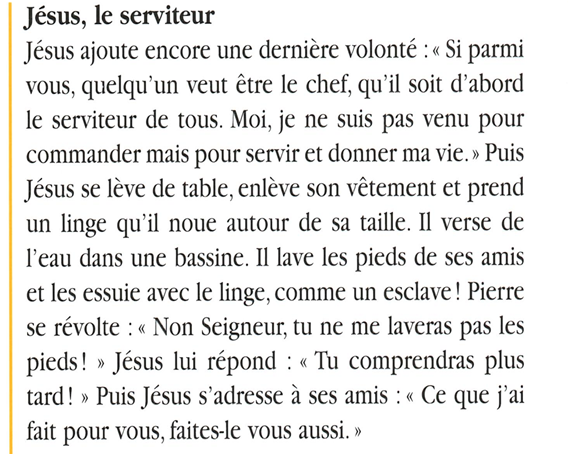 Jésus, le serviteur
Jésus ajoute encore une dernière volonté : « Si parmi
vous, quelqu'un veut être le chef, qu'il soit d'abord
le serviteur de tous. Moi, je ne suis pas venu pour
commander mais pour servir et donner ma vie. » Puis
Jésus se lève de table, enlève son vêtement et prend
un linge qu'il noue autour de sa taille. Il verse de
l'eau dans une bassine. Il lave les pieds de ses amis
et les essuie avec le linge, comme un esclave ! Pierre
se révolte : « Non Seigneur, tu ne me laveras pas les
pieds ! » Jésus lui répond : « Tu comprendras plus
tard ! » Puis Jésus s'adresse à ses amis : « Ce que j'ai
fait pour vous, faites-le vous aussi. »